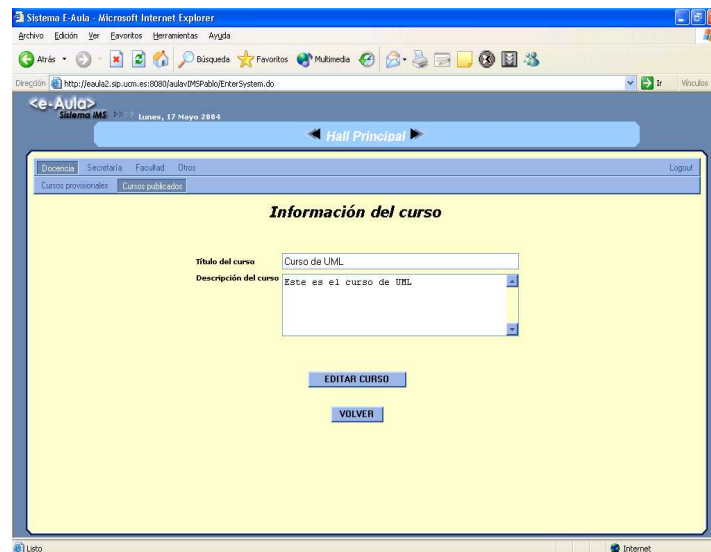 Sistema E-Aula - Microsoft Internet Explorer
Archivo Edición Ver Favoritos Herramientas Ayuda
Atrás Búsqueda Favoritos Multimedia
Dirección http://eaula2.sip.ucm.es:8080/aulavIMSPablo/EnterSystem.do Ir Vínculos
<e-Aula>
Sistema IMS Lunes, 17 Mayo 2004
Hall Principal
Docencia Secretaría Facultad Otros Logout
Cursos provisionales Cursos publicados
Información del curso
Título del curso Curso de UML
Descripción del curso Este es el curso de UML
EDITAR CURSO
VOLVER
Listo Internet